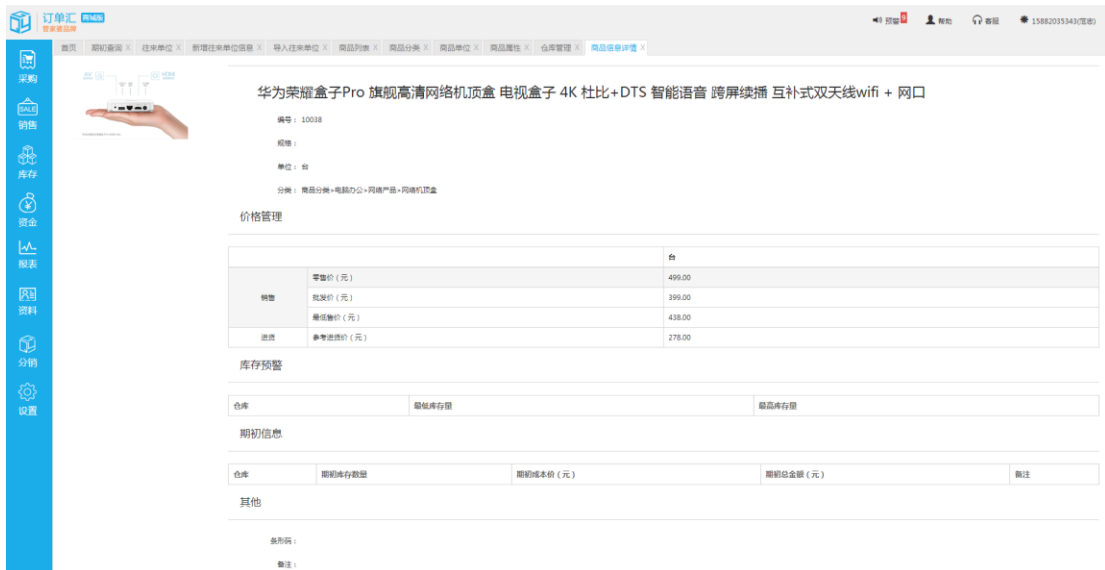 订单汇 商城版
管家婆品牌
预警 9 帮助 客服 15882035343(范忠)
首页 期初查询 X 往来单位 X 新增往来单位信息 X 导入往来单位 X 商品列表 X 商品分类 X 商品单位 X 商品属性 X 仓库管理 X 商品信息详情 X
采购
SALE
销售
库存
资金
报表
资料
分销
设置
华为荣耀盒子Pro 旗舰高清网络机顶盒 电视盒子 4K 杜比+DTS 智能语音 跨屏续播 互补式双天线wifi + 网口
编号： 10038
规格：
单位： 台
分类： 商品分类»电脑办公»网络产品»网络机顶盒
价格管理
台
销售 零售价（元） 499.00
批发价（元） 399.00
最低售价（元） 438.00
进货 参考进货价（元） 278.00
库存预警
仓库 最低库存量 最高库存量
期初信息
仓库 期初库存数量 期初成本价（元） 期初总金额（元） 备注
其他
条形码：
备注：